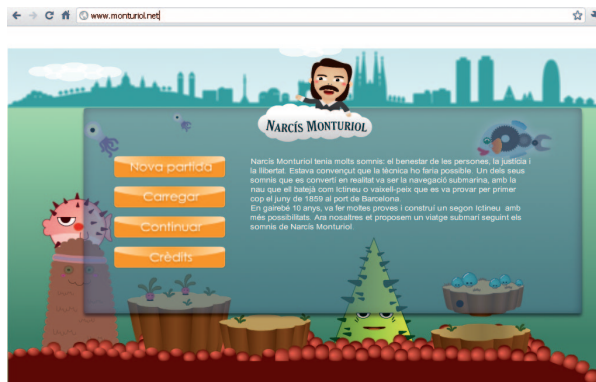 www.monturiol.net
NARCÍS MONTURIOL
Nova partida
Carregar
Continuar
Crèdits
Narcís Monturiol tenia molts somnis: el benestar de les persones, la justícia i
la llibertat. Estava convençut que la tècnica ho faria possible. Un dels seus
somnis que es convertí en realitat va ser la navegació submarina, amb la
nau que ell batejà com Ictineu o vaixell-peix que es va provar per primer
cop el juny de 1859 al port de Barcelona.
En gairebé 10 anys, va fer moltes proves i construí un segon Ictineu amb
més possibilitats. Ara nosaltres et proposem un viatge submarí seguint els
somnis de Narcís Monturiol